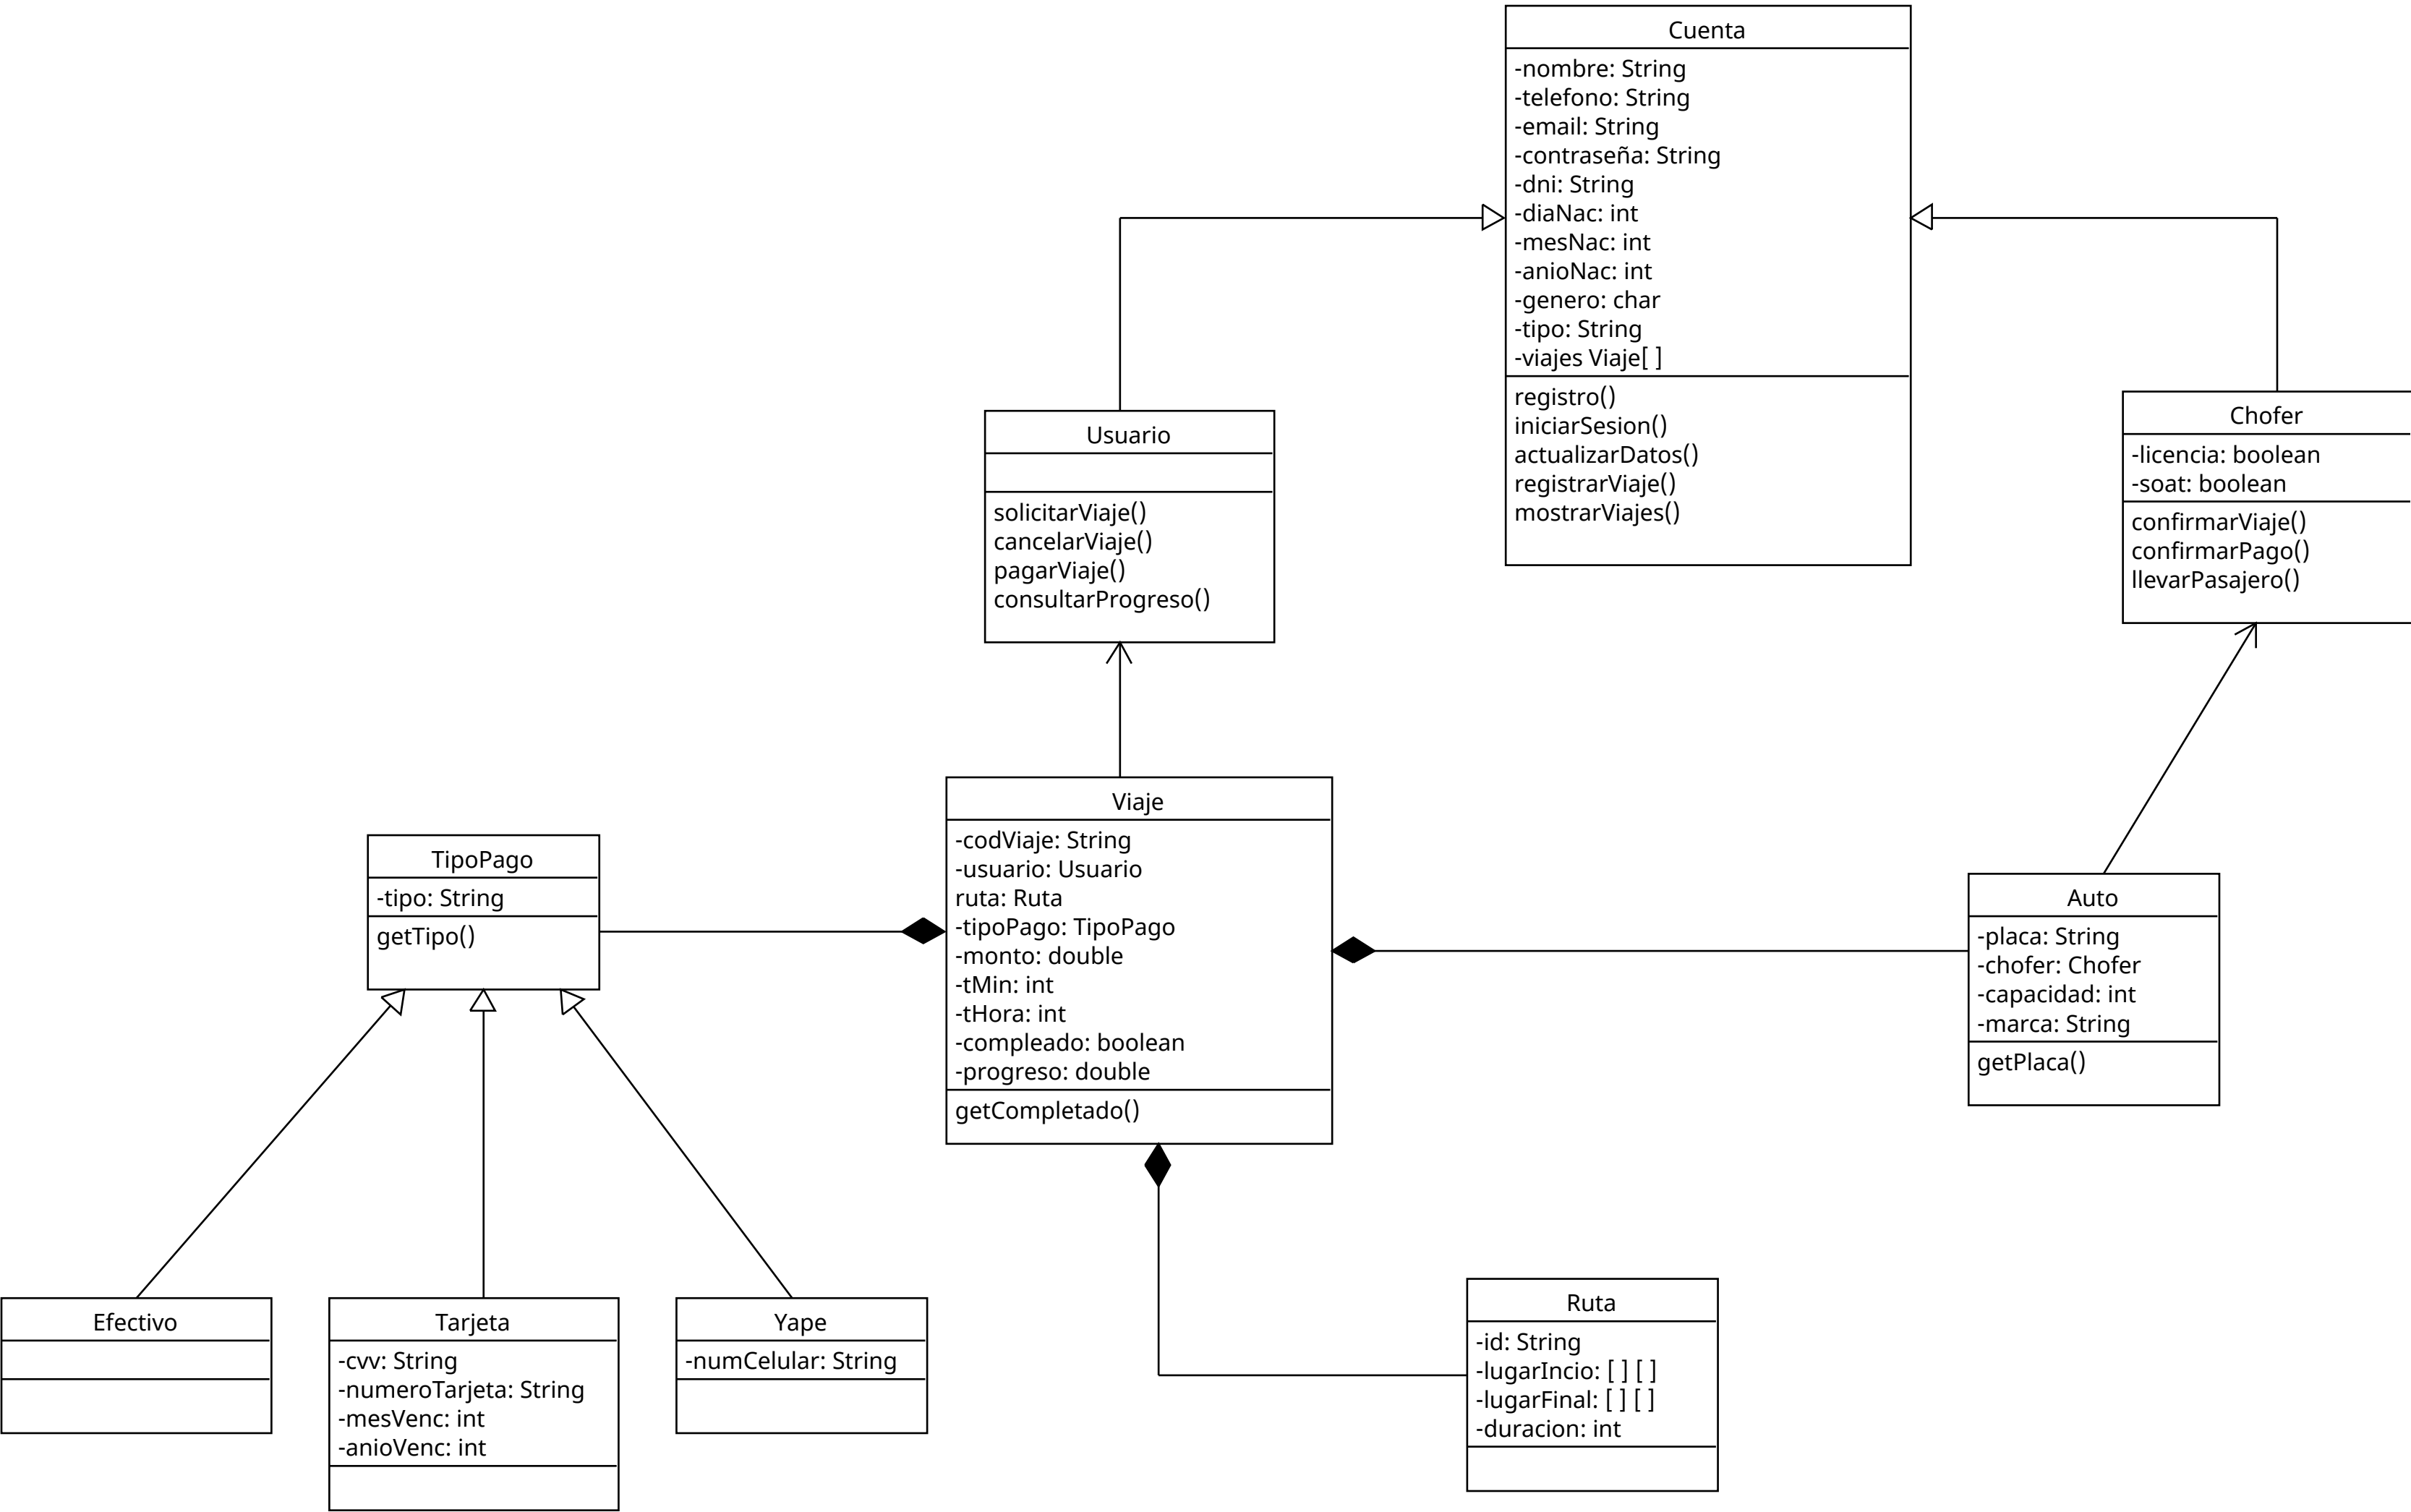 Cuenta
-nombre: String
-telefono: String
-email: String
-contraseña: String
-dni: String
-diaNac: int
-mesNac: int
-anioNac: int
-genero: char
-tipo: String
-viajes Viaje[ ]
registro()
iniciarSesion()
actualizarDatos()
registrarViaje()
mostrarViajes()
Usuario
solicitarViaje()
cancelarViaje()
pagarViaje()
consultarProgreso()
Chofer
-licencia: boolean
-soat: boolean
confirmarViaje()
confirmarPago()
llevarPasajero()
TipoPago
-tipo: String
getTipo()
Viaje
-codViaje: String
-usuario: Usuario
ruta: Ruta
-tipoPago: TipoPago
-monto: double
-tMin: int
-tHora: int
-compleado: boolean
-progreso: double
getCompletado()
Auto
-placa: String
-chofer: Chofer
-capacidad: int
-marca: String
getPlaca()
Efectivo
Tarjeta
-cvv: String
-numeroTarjeta: String
-mesVenc: int
-anioVenc: int
Yape
-numCelular: String
Ruta
-id: String
-lugarIncio: [ ] [ ]
-lugarFinal: [ ] [ ]
-duracion: int